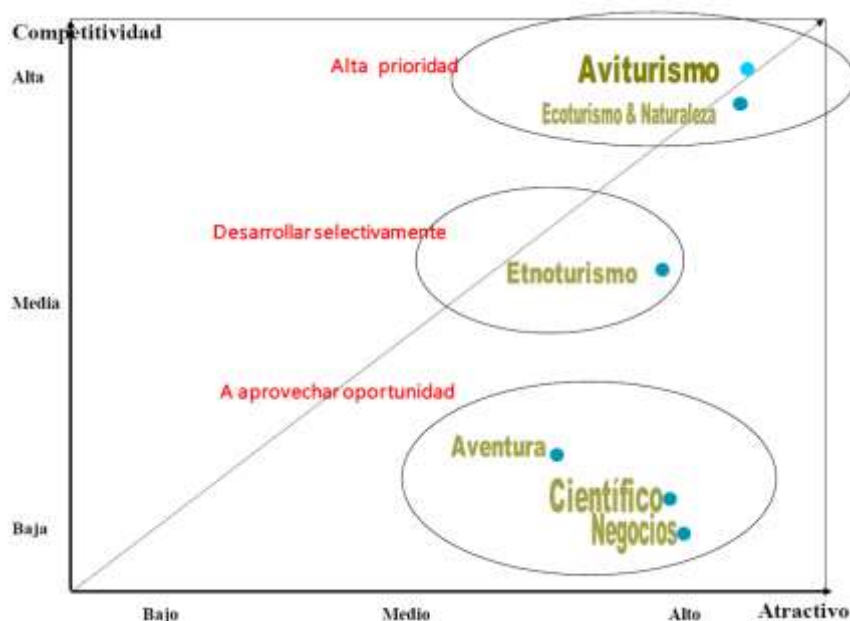 Competitividad
Alta prioridad
Aviturismo
Alta
Ecoturismo & Naturaleza
Desarrollar selectivamente
Etnoturismo
Media
A aprovechar oportunidad
Aventura
Científico
Negocios
Baja
Bajo
Medio
Alto
Atractivo